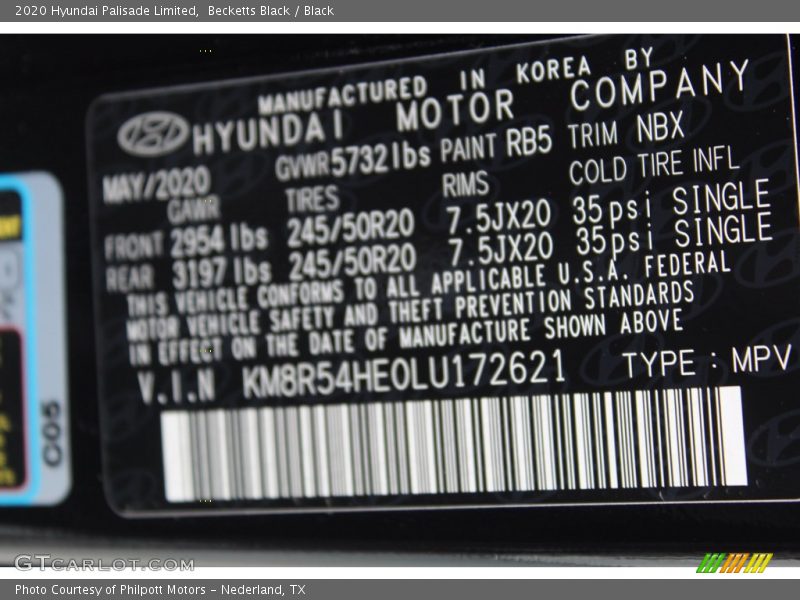 2020 Hyundai Palisade Limited, Becketts Black / Black
MANUFACTURED IN KOREA BY
HYUNDAI MOTOR COMPANY
MAY/2020 GVWR 5732 lbs PAINT RB5 TRIM NBX
GAWR TIRES RIMS COLD TIRE INFL
FRONT 2954 lbs 245/50R20 7.5JX20 35 psi SINGLE
REAR 3197 lbs 245/50R20 7.5JX20 35 psi SINGLE
THIS VEHICLE CONFORMS TO ALL APPLICABLE U.S.A. FEDERAL
MOTOR VEHICLE SAFETY AND THEFT PREVENTION STANDARDS
IN EFFECT ON THE DATE OF MANUFACTURE SHOWN ABOVE
V.I.N KM8R54HE0LU172621 TYPE : MPV
C05
GTCARLOT.COM
Photo Courtesy of Philpott Motors - Nederland, TX